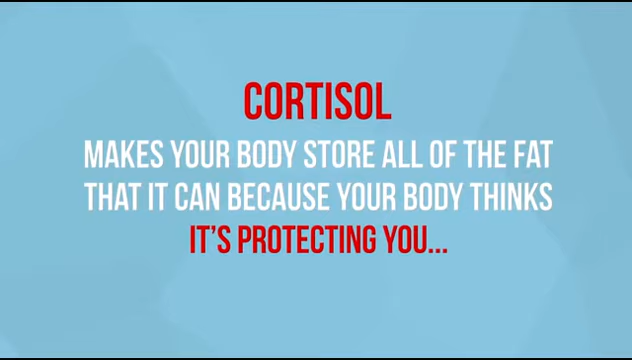 CORTISOL
MAKES YOUR BODY STORE ALL OF THE FAT
THAT IT CAN BECAUSE YOUR BODY THINKS
IT'S PROTECTING YOU...